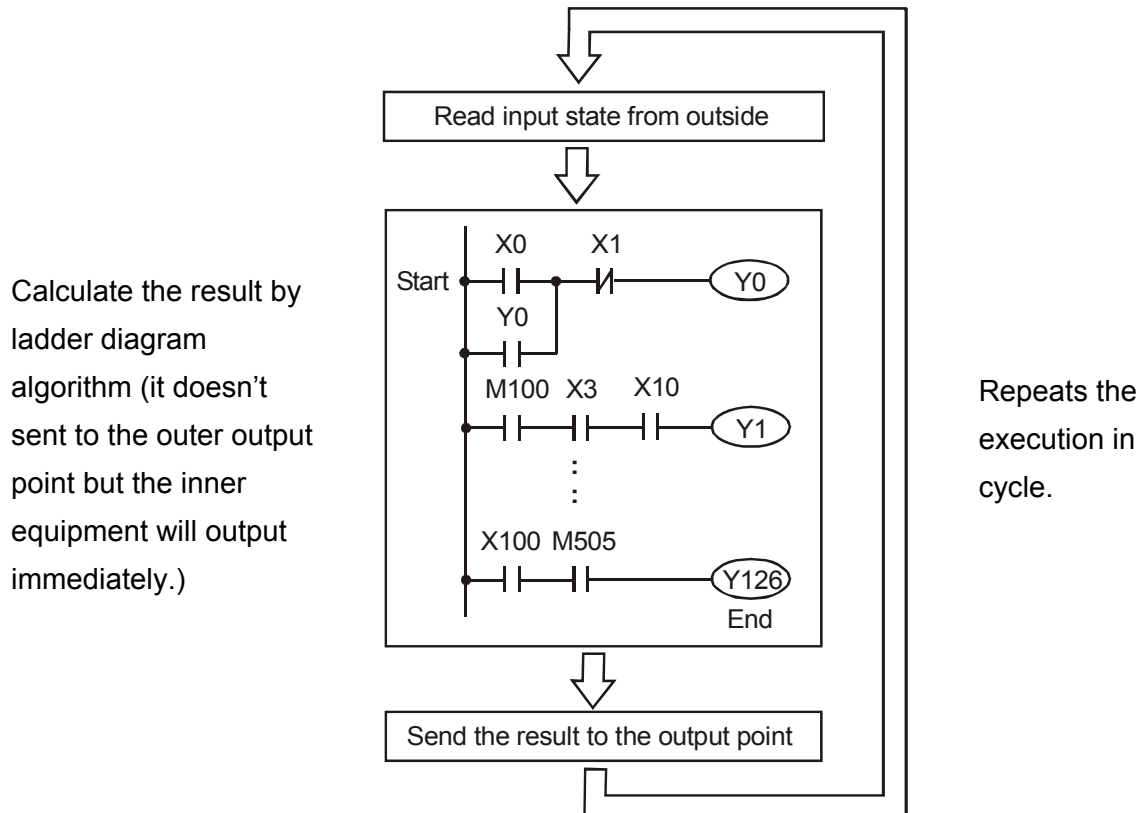 Read input state from outside
Calculate the result by
ladder diagram
algorithm (it doesn't
sent to the outer output
point but the inner
equipment will output
immediately.)
X0 X1
Start Y0
Y0
M100 X3 X10
Y1
:
:
X100 M505
Y126
End
Repeats the
execution in
cycle.
Send the result to the output point